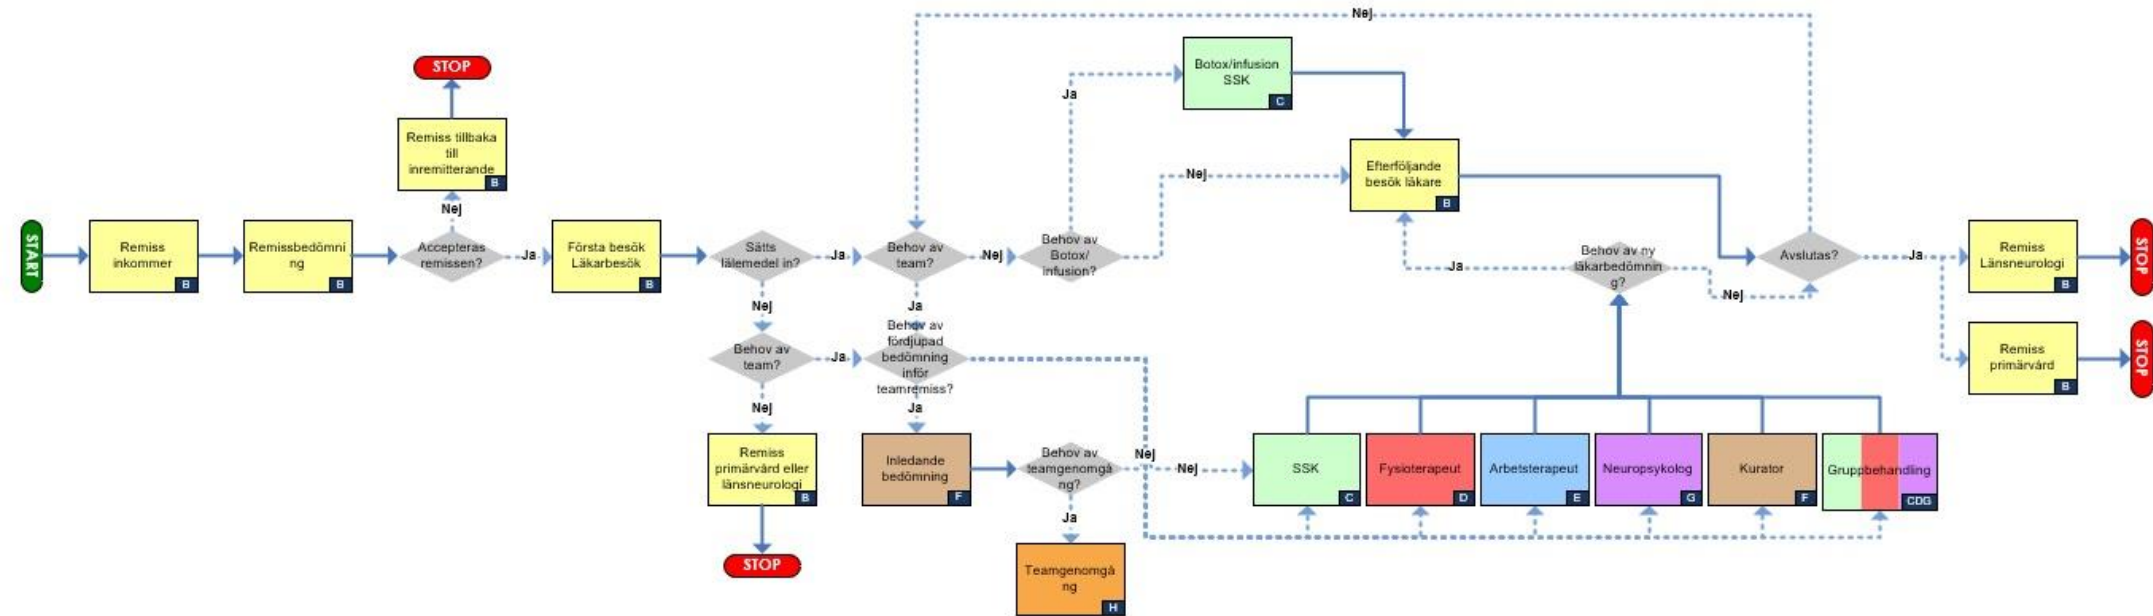 Nej
Botox/infusion
SSK
C
STOP
Remiss tillbaka
till
inremitterande
B
Nej
Ja
Efterföljande
besök läkare
B
Nej
START
Remiss
inkommer
B
Remissbedömni
ng
B
Accepteras
remissen?
Ja
Första besök
Läkarbesök
B
Sätts
lälemedel in?
Ja
Behov av
team?
Nej
Behov av
Botox/
infusion?
Behov av ny
läkarbedömnin
g?
Ja
Nej
Avslutas?
Ja
Remiss
Länsneurologi
B
STOP
Nej
Ja
Behov av
team?
Ja
Behov av
fördjupad
bedömning
inför
teamremiss?
Remiss
primärvård
B
STOP
Nej
Ja
Remiss
primärvård eller
länsneurologi
B
Inledande
bedömning
F
Behov av
teamgenomgå
ng?
Nej
Nej
SSK
C
Fysioterapeut
D
Arbetsterapeut
E
Neuropsykolog
G
Kurator
F
Gruppbehandling
CDG
Ja
STOP
Teamgenomgå
ng
H